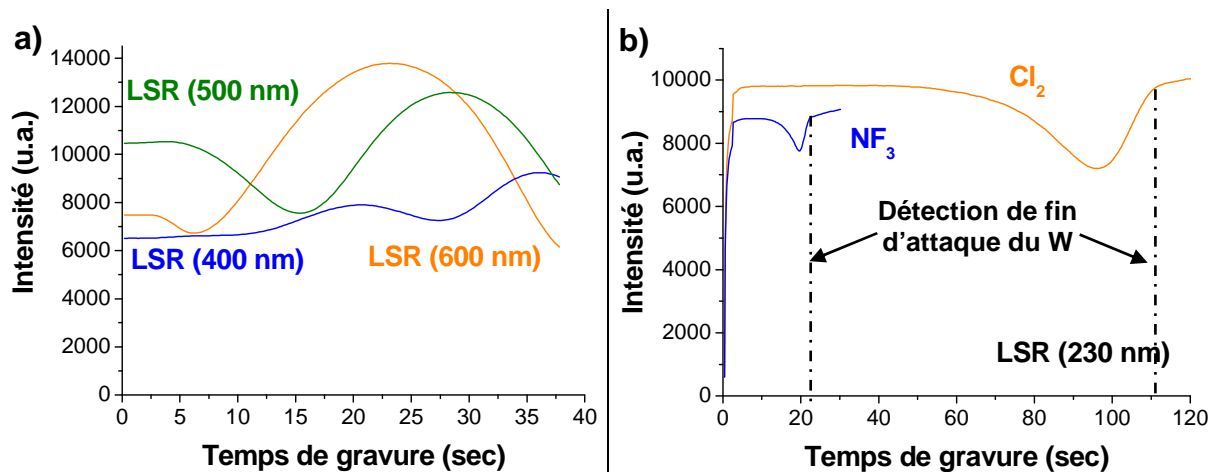 a)
LSR (500 nm)
LSR (400 nm)
LSR (600 nm)
Intensité (u.a.)
14000
12000
10000
8000
6000
4000
2000
0
0 5 10 15 20 25 30 35 40
Temps de gravure (sec)
b)
Cl2
NF3
Détection de fin
d'attaque du W
LSR (230 nm)
Intensité (u.a.)
10000
8000
6000
4000
2000
0
0 20 40 60 80 100 120
Temps de gravure (sec)